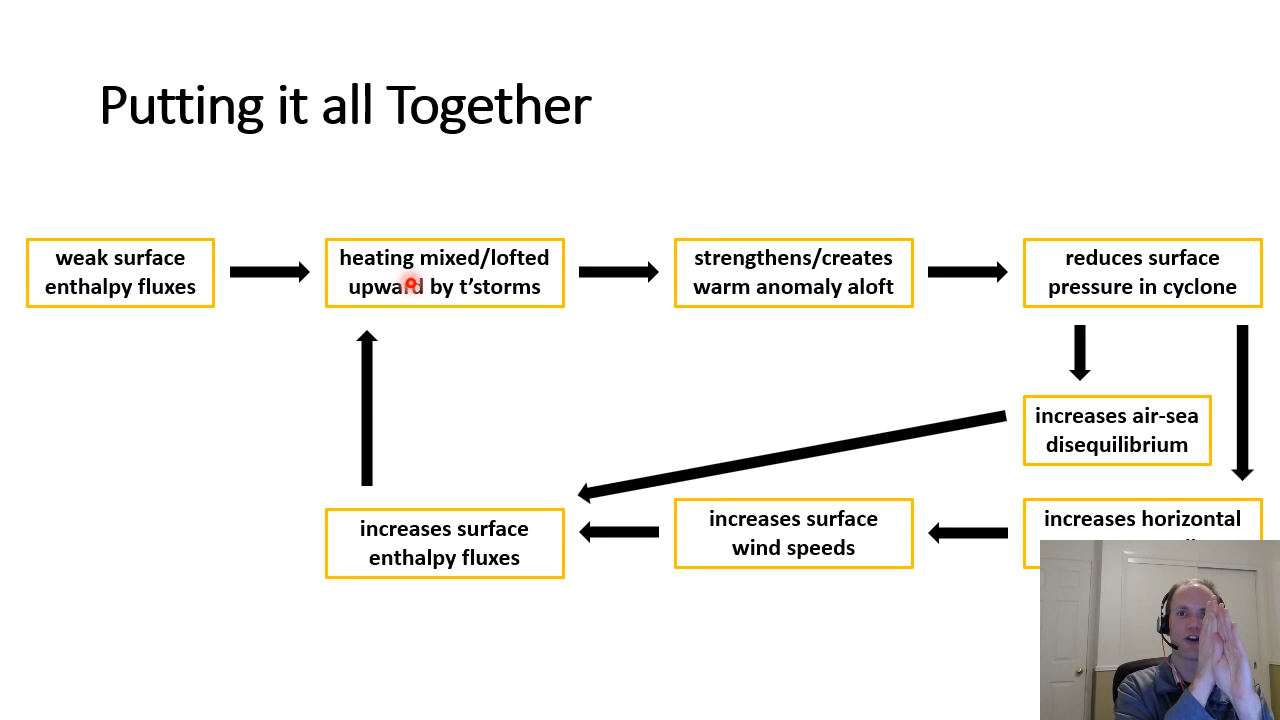 Putting it all Together
weak surface
enthalpy fluxes
heating mixed/lofted
upward by t'storms
strengthens/creates
warm anomaly aloft
reduces surface
pressure in cyclone
increases air-sea
disequilibrium
increases surface
enthalpy fluxes
increases surface
wind speeds
increases horizontal